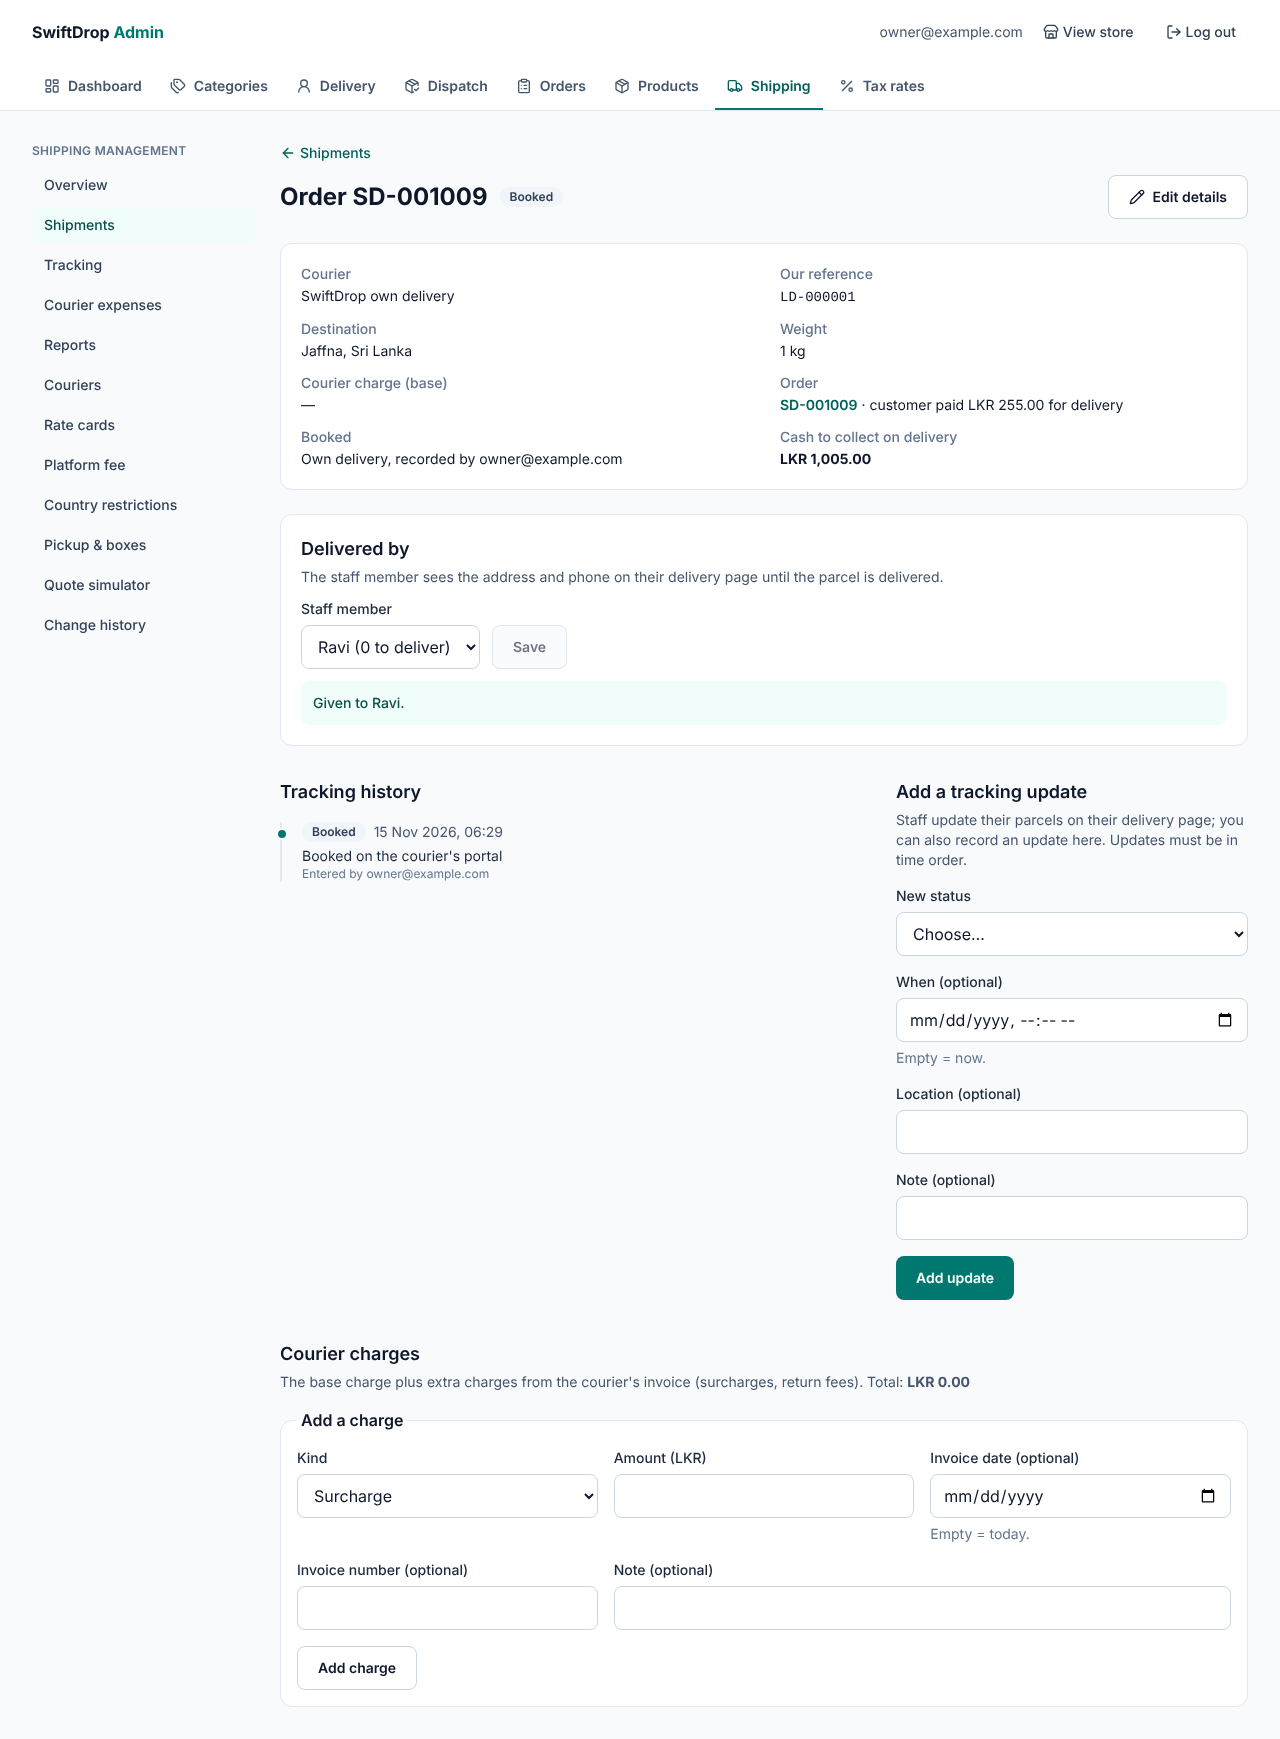 SwiftDrop Admin
owner@example.com
View store
Log out
Dashboard
Categories
Delivery
Dispatch
Orders
Products
Shipping
Tax rates
SHIPPING MANAGEMENT
Overview
Shipments
Tracking
Courier expenses
Reports
Couriers
Rate cards
Platform fee
Country restrictions
Pickup & boxes
Quote simulator
Change history
← Shipments
Order SD-001009
Booked
Edit details
Courier
SwiftDrop own delivery
Our reference
LD-000001
Destination
Jaffna, Sri Lanka
Weight
1 kg
Courier charge (base)
—
Order
SD-001009 · customer paid LKR 255.00 for delivery
Booked
Own delivery, recorded by owner@example.com
Cash to collect on delivery
LKR 1,005.00
Delivered by
The staff member sees the address and phone on their delivery page until the parcel is delivered.
Staff member
Ravi (0 to deliver)
Save
Given to Ravi.
Tracking history
Booked 15 Nov 2026, 06:29
Booked on the courier's portal
Entered by owner@example.com
Add a tracking update
Staff update their parcels on their delivery page; you
can also record an update here. Updates must be in
time order.
New status
Choose...
When (optional)
mm/dd/yyyy, --:-- --
Empty = now.
Location (optional)
Note (optional)
Add update
Courier charges
The base charge plus extra charges from the courier's invoice (surcharges, return fees). Total: LKR 0.00
Add a charge
Kind
Surcharge
Amount (LKR)
Invoice date (optional)
mm/dd/yyyy
Empty = today.
Invoice number (optional)
Note (optional)
Add charge